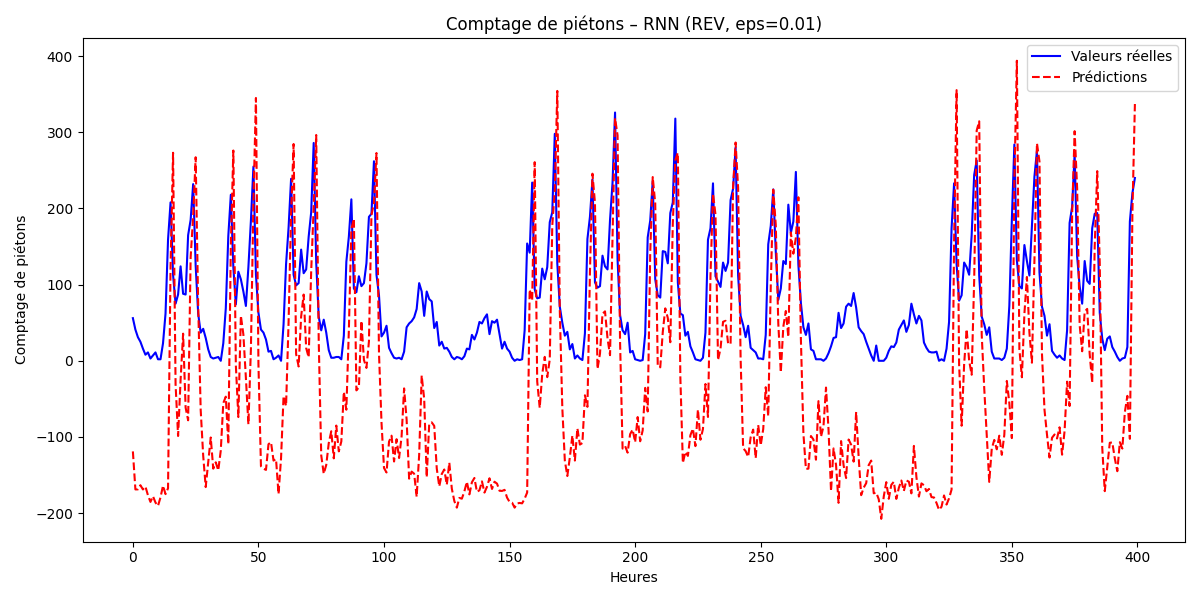 Comptage de piétons – RNN (REV, eps=0.01)
Valeurs réelles
Prédictions
Comptage de piétons
400
300
200
100
0
−100
−200
0 50 100 150 200 250 300 350 400
Heures